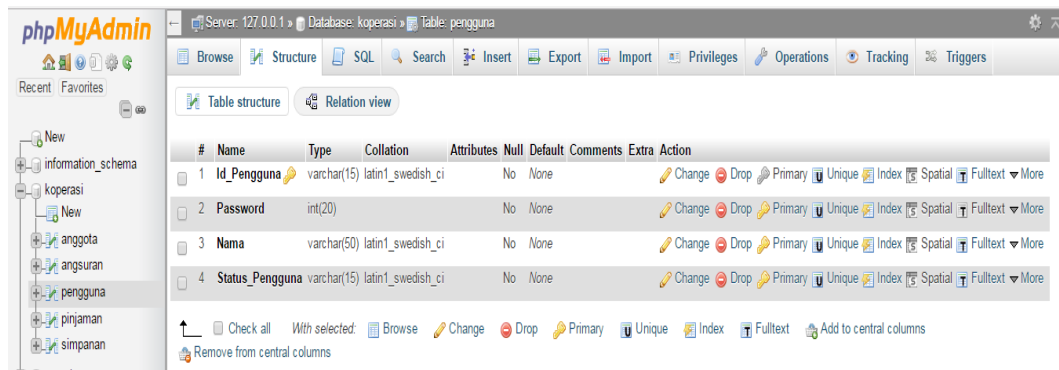 phpMyAdmin
Recent Favorites
New
information_schema
koperasi
New
anggota
angsuran
pengguna
pinjaman
simpanan
Server: 127.0.0.1 » Database: koperasi » Table: pengguna
Browse Structure SQL Search Insert Export Import Privileges Operations Tracking Triggers
Table structure Relation view
# Name Type Collation Attributes Null Default Comments Extra Action
1 Id_Pengguna varchar(15) latin1_swedish_ci No None Change Drop Primary Unique Index Spatial Fulltext More
2 Password int(20) No None Change Drop Primary Unique Index Spatial Fulltext More
3 Nama varchar(50) latin1_swedish_ci No None Change Drop Primary Unique Index Spatial Fulltext More
4 Status_Pengguna varchar(15) latin1_swedish_ci No None Change Drop Primary Unique Index Spatial Fulltext More
Check all With selected: Browse Change Drop Primary Unique Index Fulltext Add to central columns
Remove from central columns